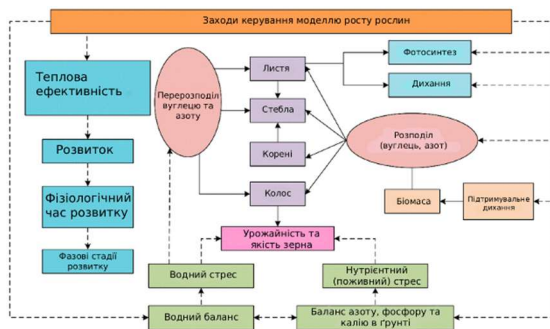 Заходи керування моделлю росту рослин
Теплова
ефективність
Розвиток
Фізіологічний
час розвитку
Фазові стадії
розвитку
Перерозподіл
вуглецю та
азоту
Листя
Стебла
Корені
Колос
Фотосинтез
Дихання
Розподіл
(вуглець, азот)
Біомаса
Підтримувальне
дихання
Урожайність та
якість зерна
Водний стрес
Нутрієнтний
(поживний) стрес
Водний баланс
Баланс азоту, фосфору та
калію в ґрунті